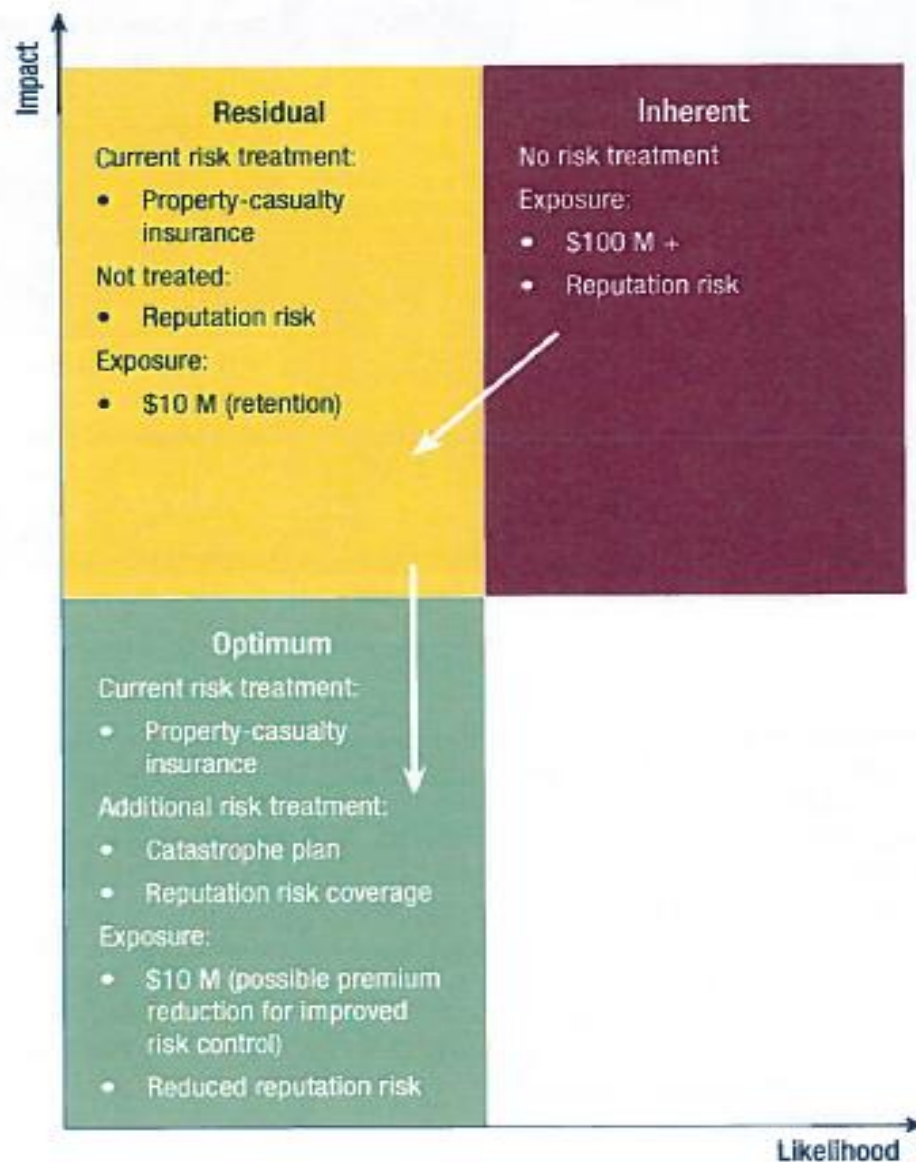 Impact
Residual
Current risk treatment:
• Property-casualty
insurance
Not treated:
• Reputation risk
Exposure:
• $10 M (retention)
Inherent
No risk treatment
Exposure:
• $100 M +
• Reputation risk
Optimum
Current risk treatment:
• Property-casualty
insurance
Additional risk treatment:
• Catastrophe plan
• Reputation risk coverage
Exposure:
• $10 M (possible premium
reduction for improved
risk control)
• Reduced reputation risk
Likelihood